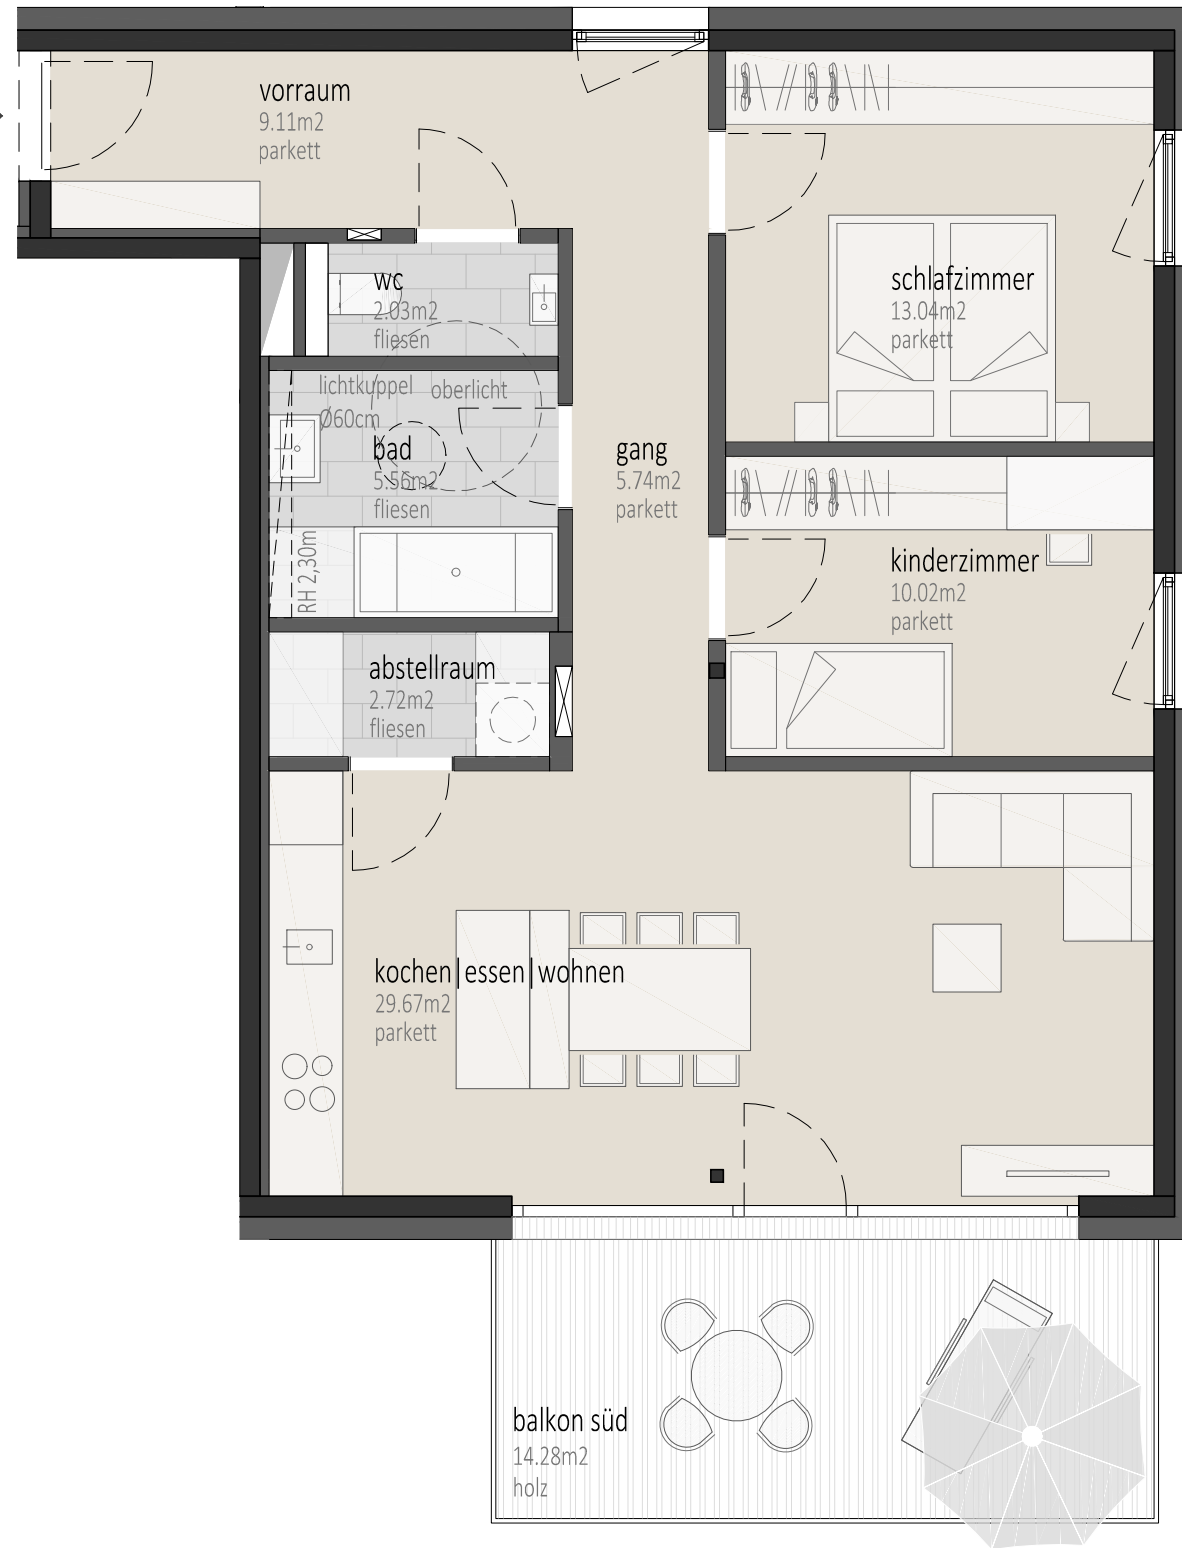 vorraum
9.11m2
parkett
wc
2.03m2
fliesen
schlafzimmer
13.04m2
parkett
lichtkuppel
Ø60cm
oberlicht
bad
5.56m2
fliesen
RH 2,30m
gang
5.74m2
parkett
kinderzimmer
10.02m2
parkett
abstellraum
2.72m2
fliesen
kochen|essen|wohnen
29.67m2
parkett
balkon süd
14.28m2
holz